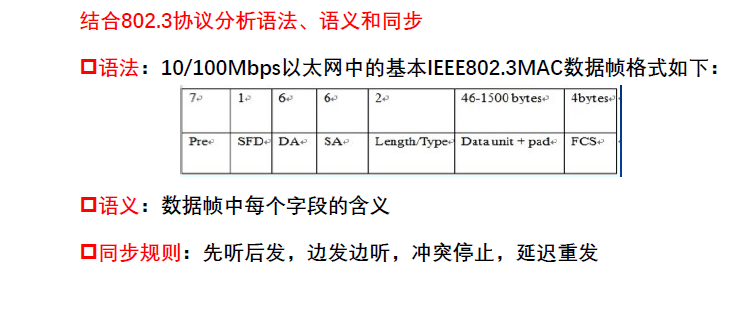 结合802.3协议分析语法、语义和同步
语法：10/100Mbps以太网中的基本IEEE802.3MAC数据帧格式如下：
7 1 6 6 2 46-1500 bytes 4bytes
Pre SFD DA SA Length/Type Data unit + pad FCS
语义：数据帧中每个字段的含义
同步规则：先听后发，边发边听，冲突停止，延迟重发